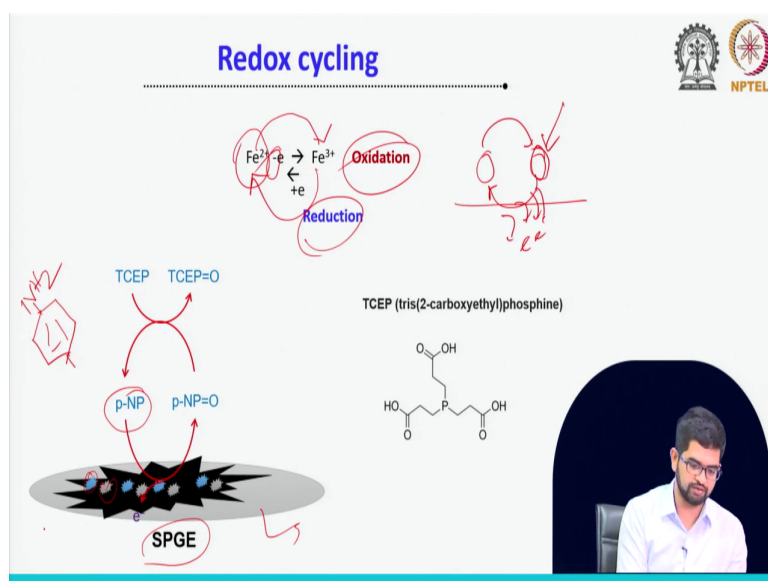 Redox cycling
NPTEL
Fe2+ -e → Fe3+ Oxidation
←
+e
Reduction
? e e
NH2
TCEP TCEP=O
TCEP (tris(2-carboxyethyl)phosphine)
p-NP p-NP=O
O OH
HO P OH
O O
e-
SPGE